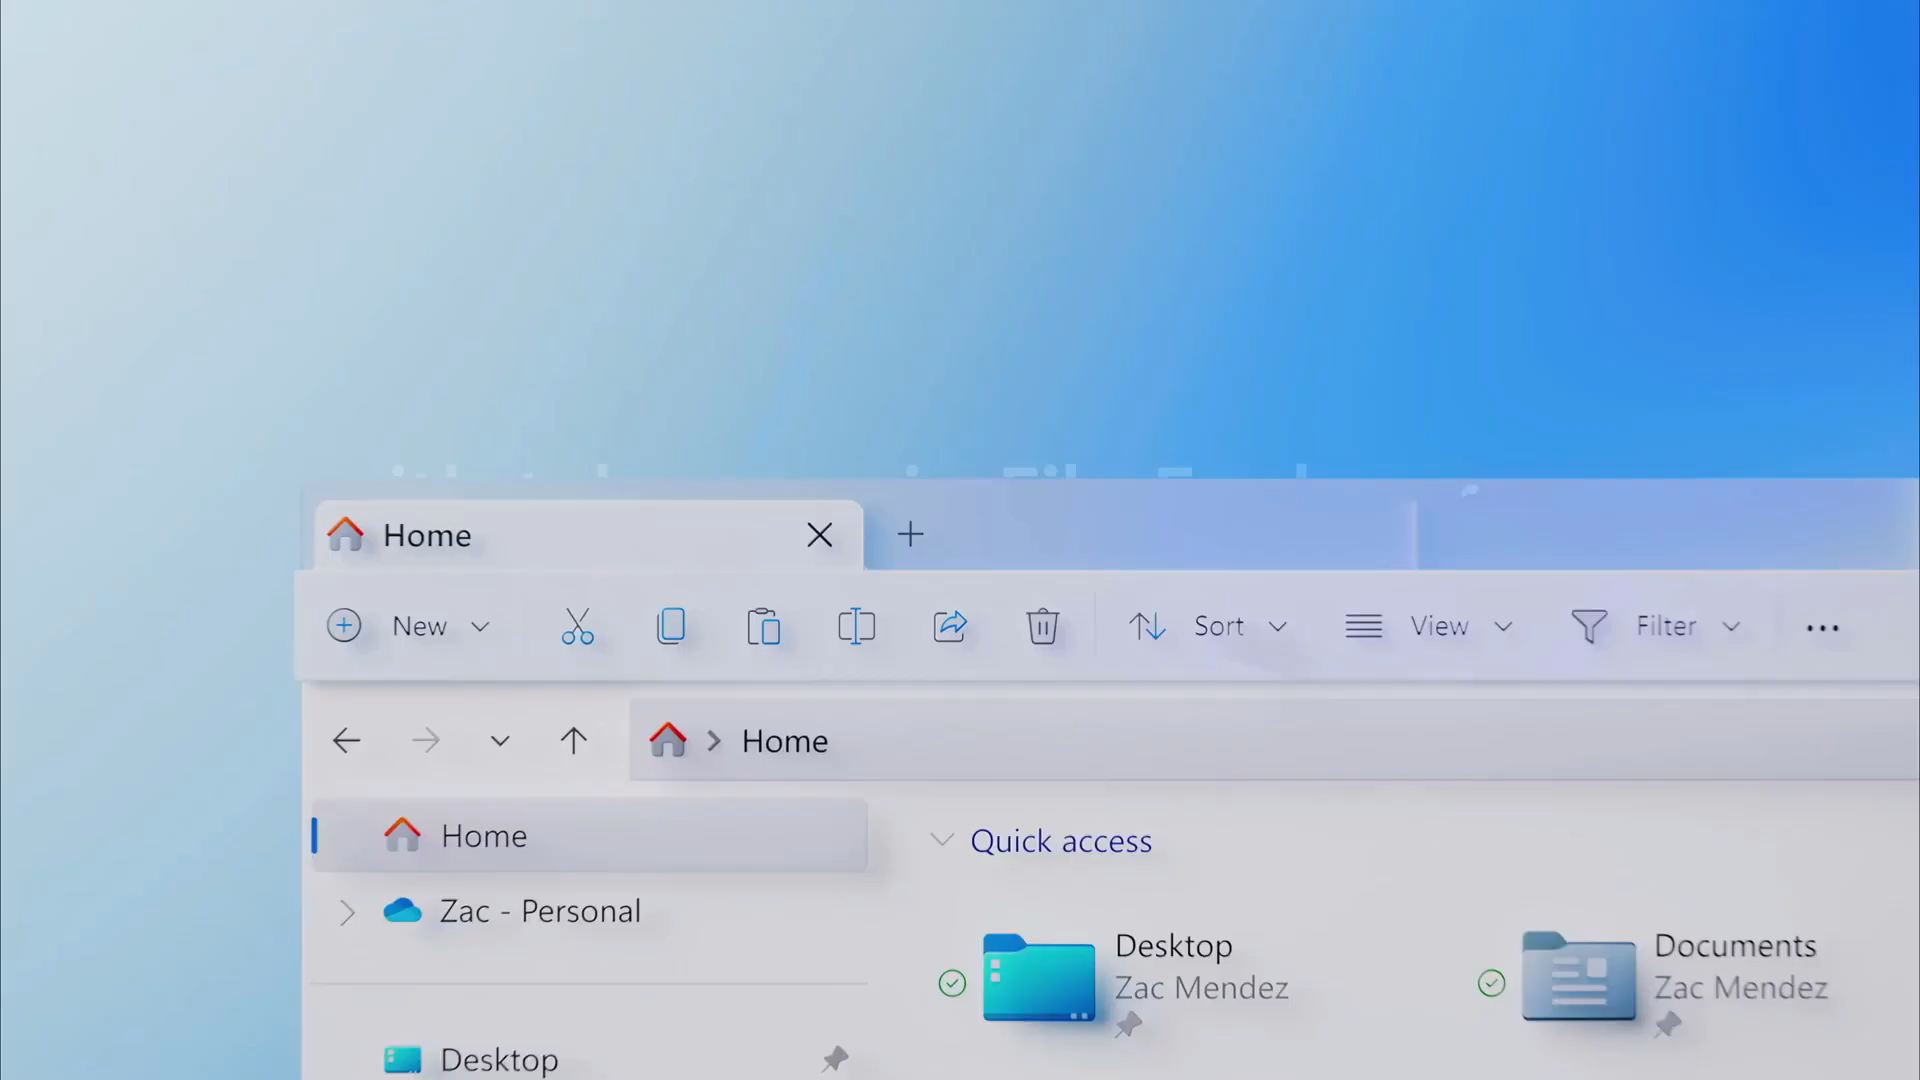 Home
New
Sort
View
Filter
Home
Home
Quick access
Zac - Personal
Desktop
Zac Mendez
Documents
Zac Mendez
Desktop